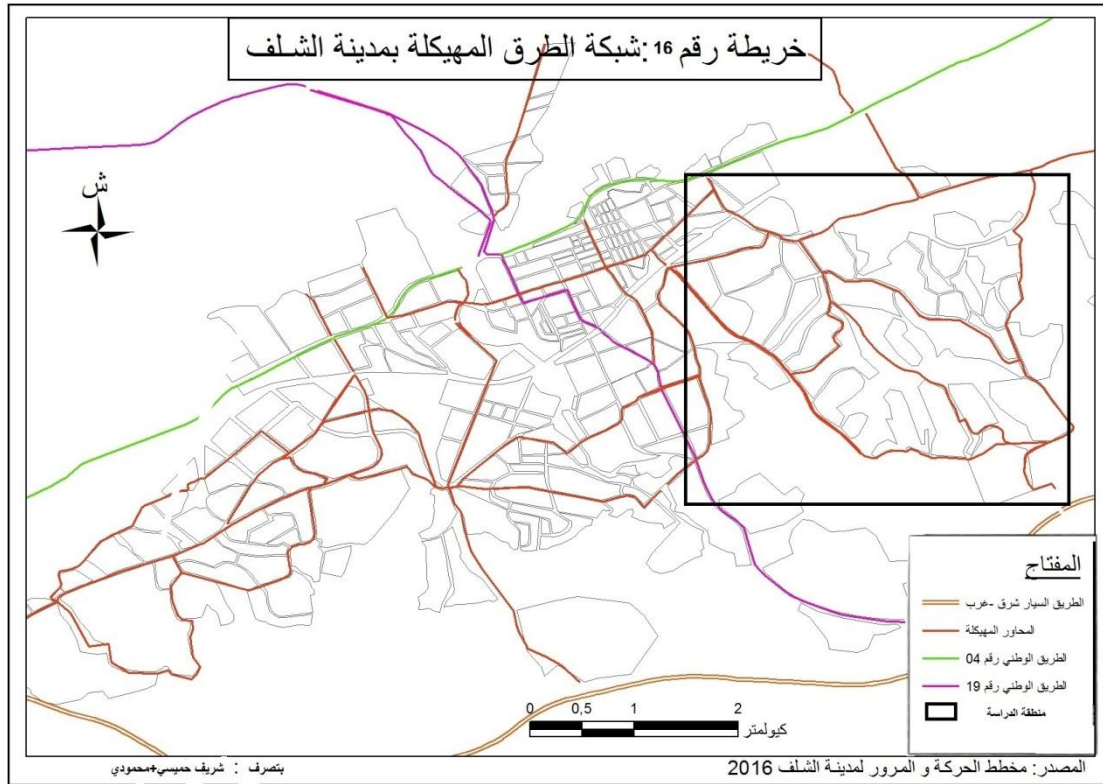 خريطة رقم 16 :شبكة الطرق المهيكلة بمدينة الشلف
ش
المفتاح
الطريق السيار شرق -غرب
المحاور المهيكلة
الطريق الوطني رقم 04
الطريق الوطني رقم 19
منطقة الدراسة
0 0,5 1 2
كيولمتر
المصدر: مخطط الحركة و المرور لمدينة الشلف 2016
بتصرف : شريف حميسي+محمودي